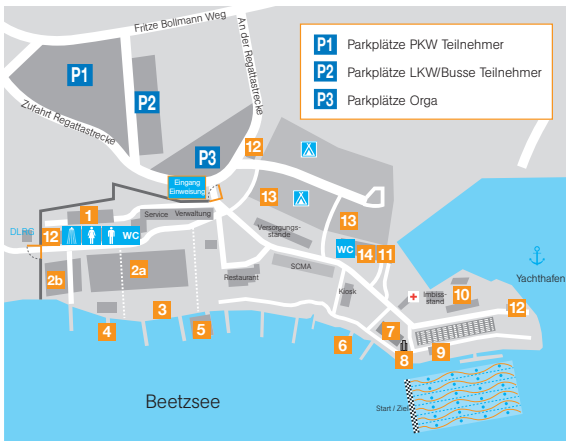 Fritze Bollmann Weg
An der Regattastrecke
Zufahrt Regattastrecke
P1 Parkplätze PKW Teilnehmer
P2 Parkplätze LKW/Busse Teilnehmer
P3 Parkplätze Orga
P1
P2
P3
12
Eingang
Einweisung
13
13
1
Service
Verwaltung
DLRG
12
WC
Versorgungs-
stände
WC
14
11
SCMA
2b
2a
Restaurant
Kiosk
Imbiss-
stand
10
Yachthafen
12
3
4
5
6
7
8
9
Beetzsee
Start / Ziel